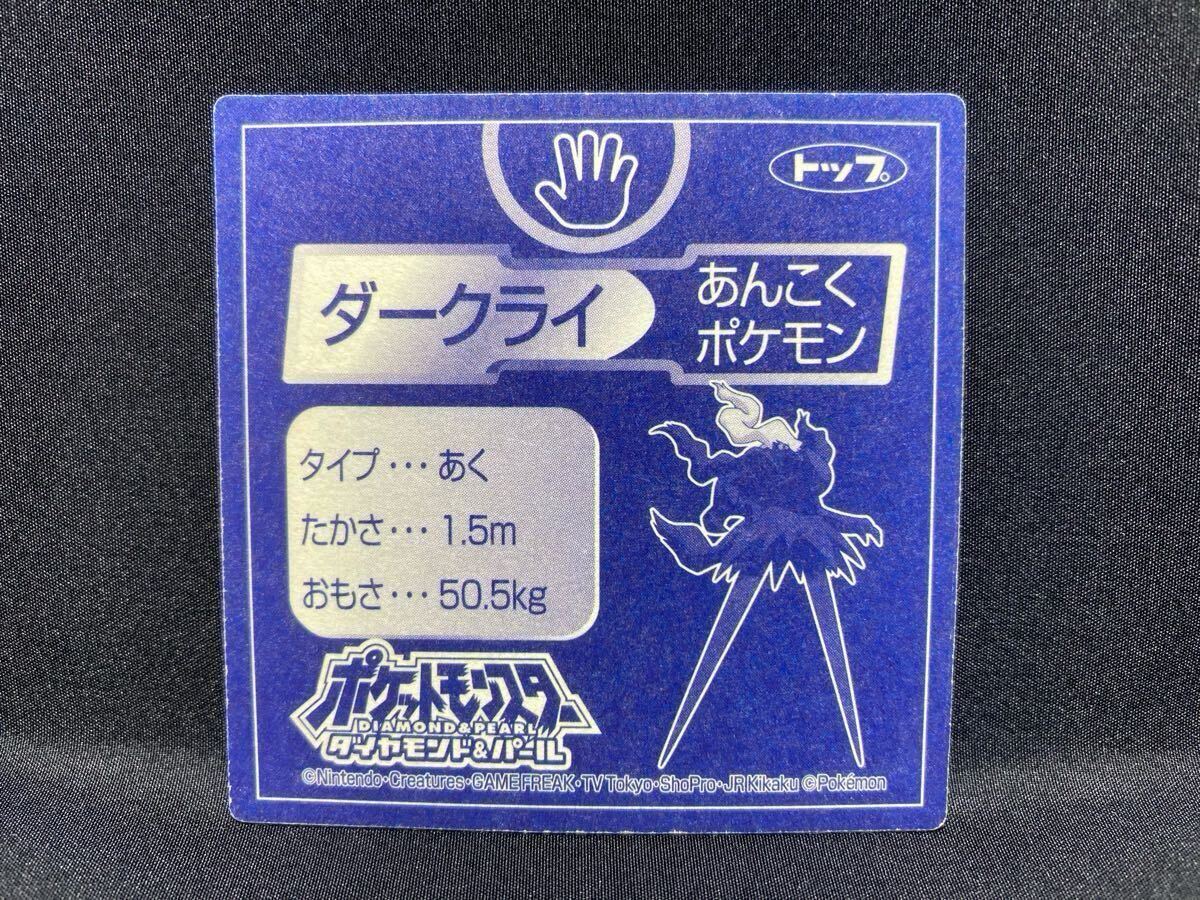 トップ。
ダークライ
あんこく
ポケモン
タイプ・・・あく
たかさ・・・1.5m
おもさ・・・50.5kg
ポケットモンスター
DIAMOND&PEARL
ダイヤモンド&パール
©Nintendo・Creatures・GAME FREAK・TV Tokyo・ShoPro・JR Kikaku ©Pokémon